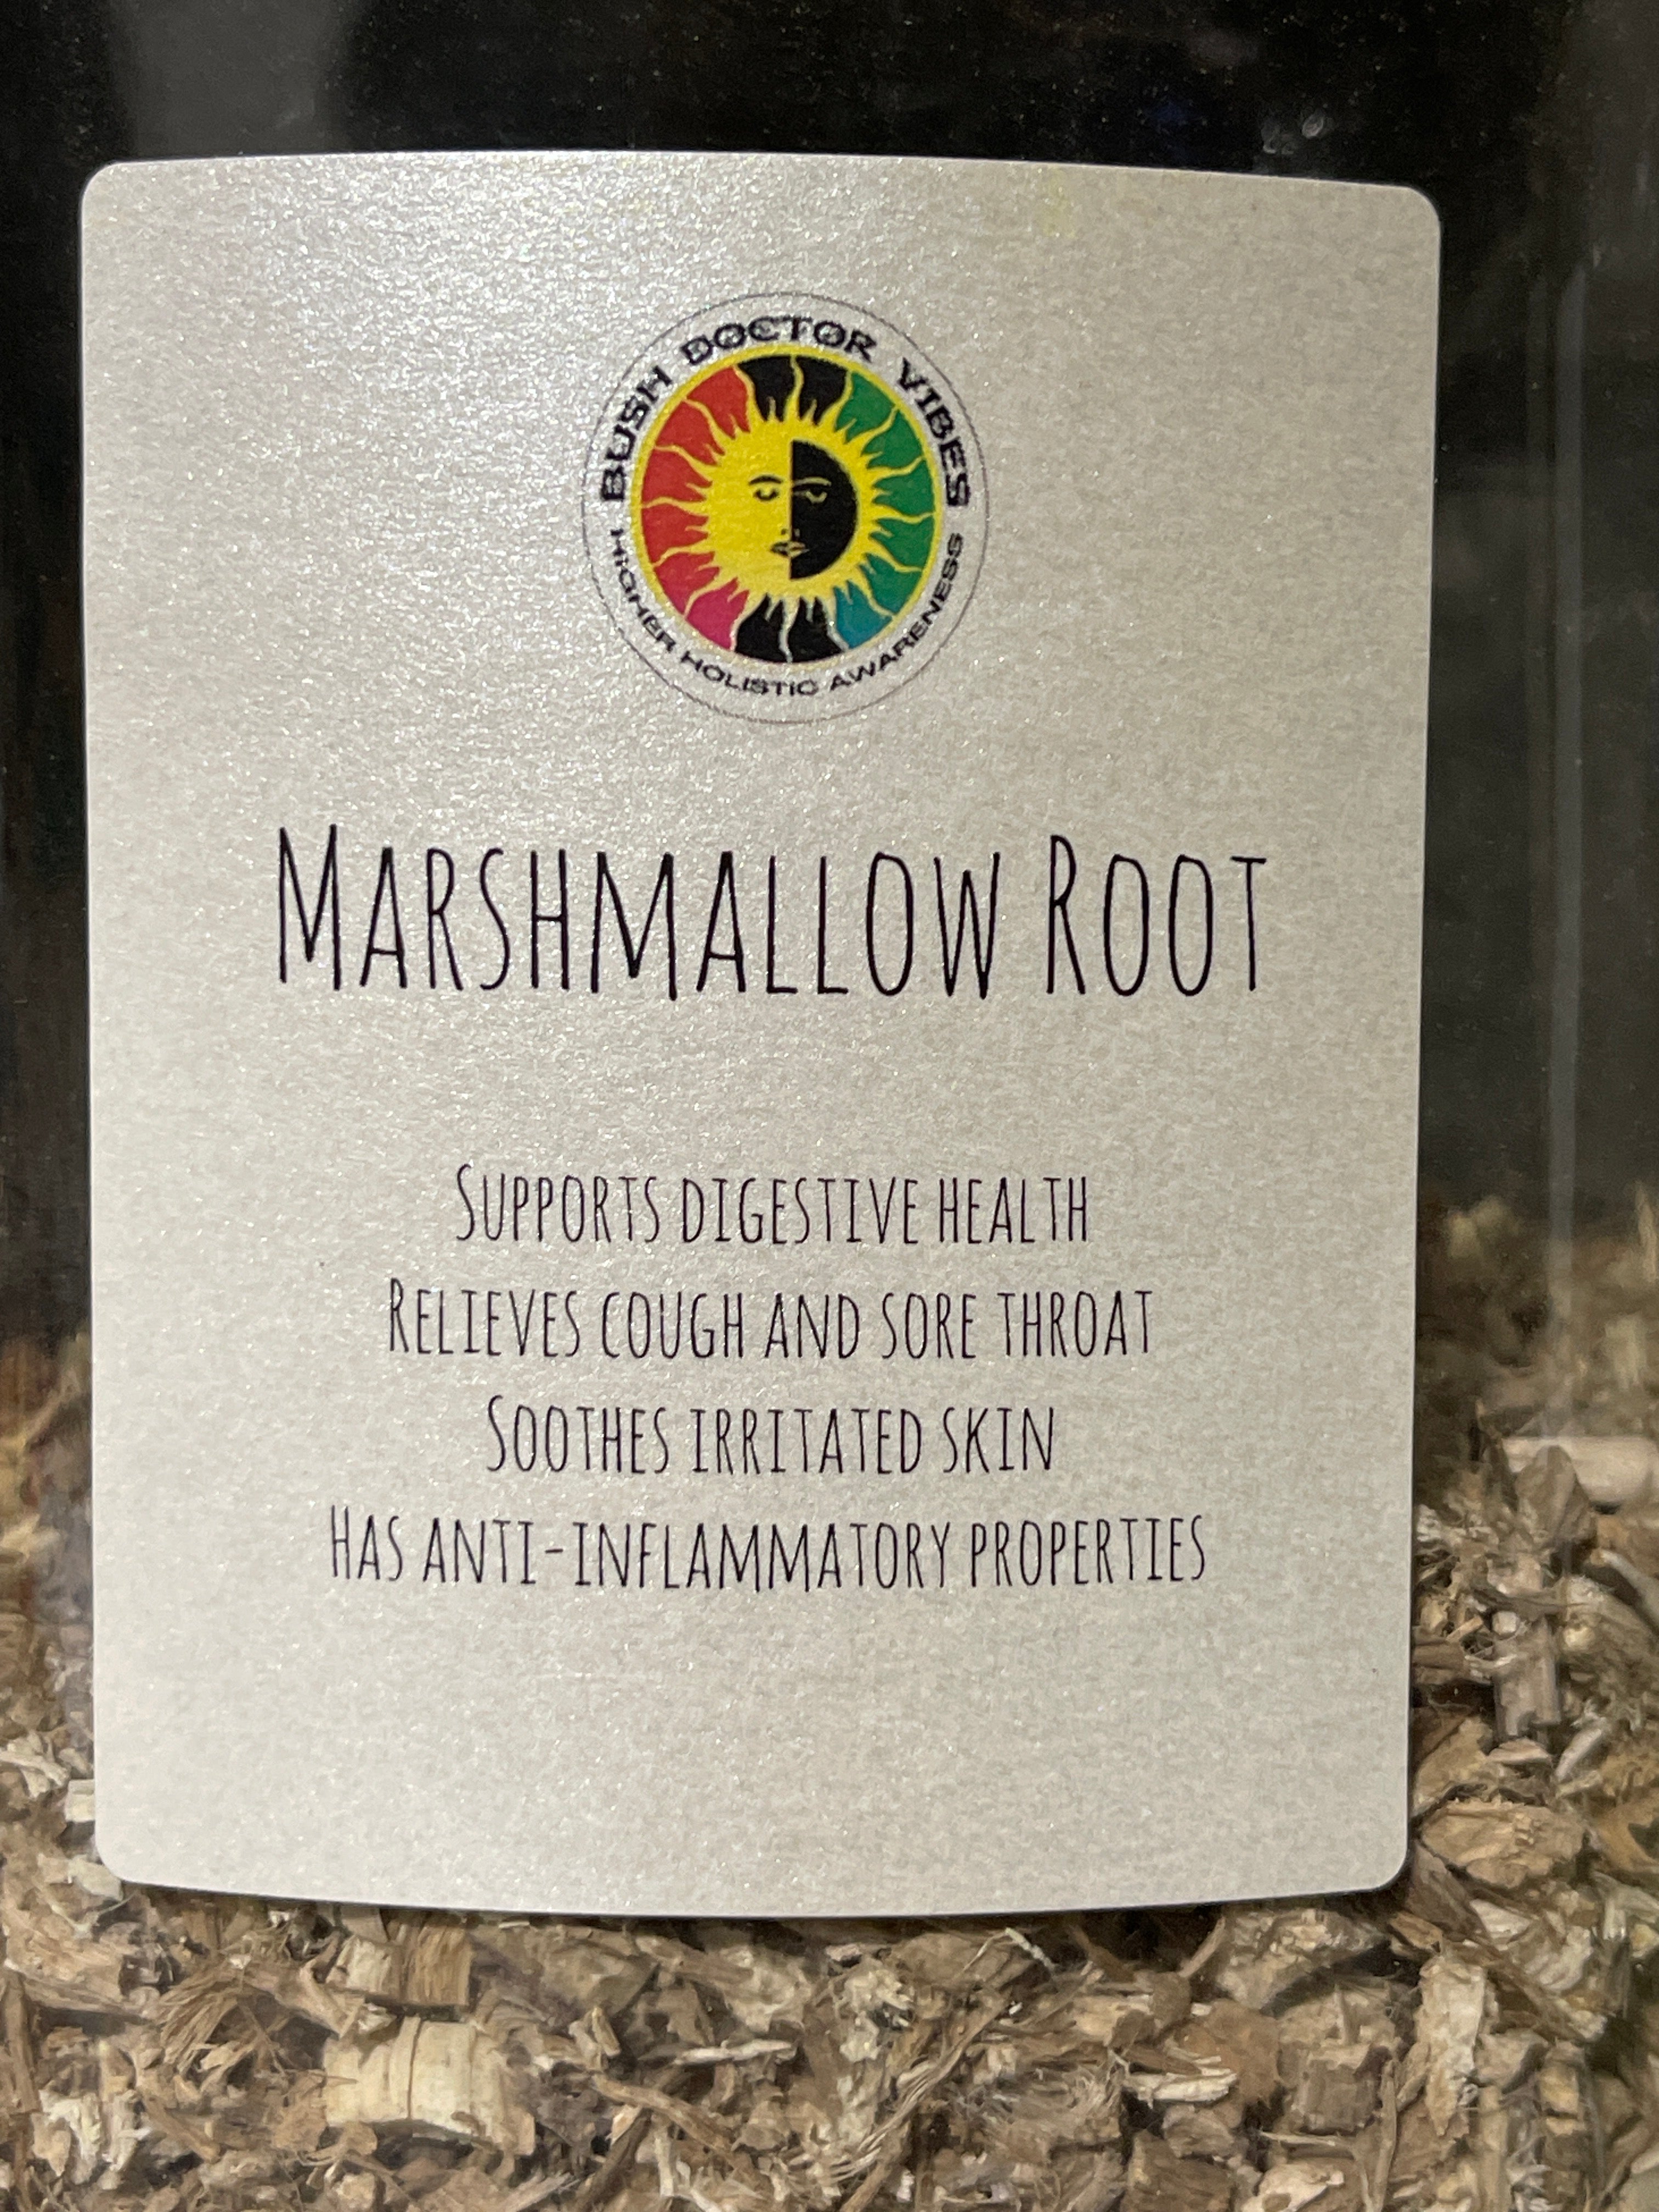 BUSH DOCTOR VIBES
HIGHER HOLISTIC AWARENESS
MARSHMALLOW ROOT
SUPPORTS DIGESTIVE HEALTH
RELIEVES COUGH AND SORE THROAT
SOOTHES IRRITATED SKIN
HAS ANTI-INFLAMMATORY PROPERTIES